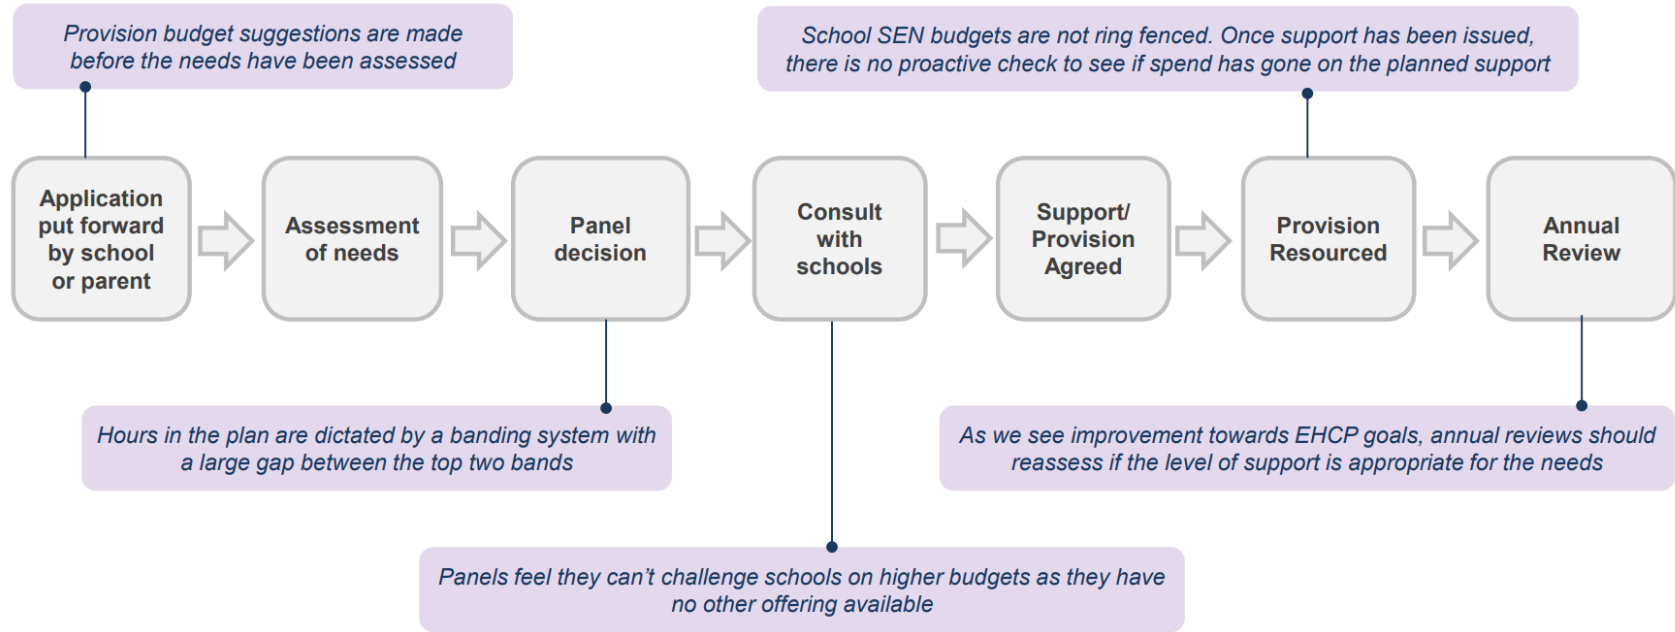 Provision budget suggestions are made
before the needs have been assessed
School SEN budgets are not ring fenced. Once support has been issued,
there is no proactive check to see if spend has gone on the planned support
Application
put forward
by school
or parent
Assessment
of needs
Panel
decision
Consult
with
schools
Support/
Provision
Agreed
Provision
Resourced
Annual
Review
Hours in the plan are dictated by a banding system with
a large gap between the top two bands
As we see improvement towards EHCP goals, annual reviews should
reassess if the level of support is appropriate for the needs
Panels feel they can’t challenge schools on higher budgets as they have
no other offering available